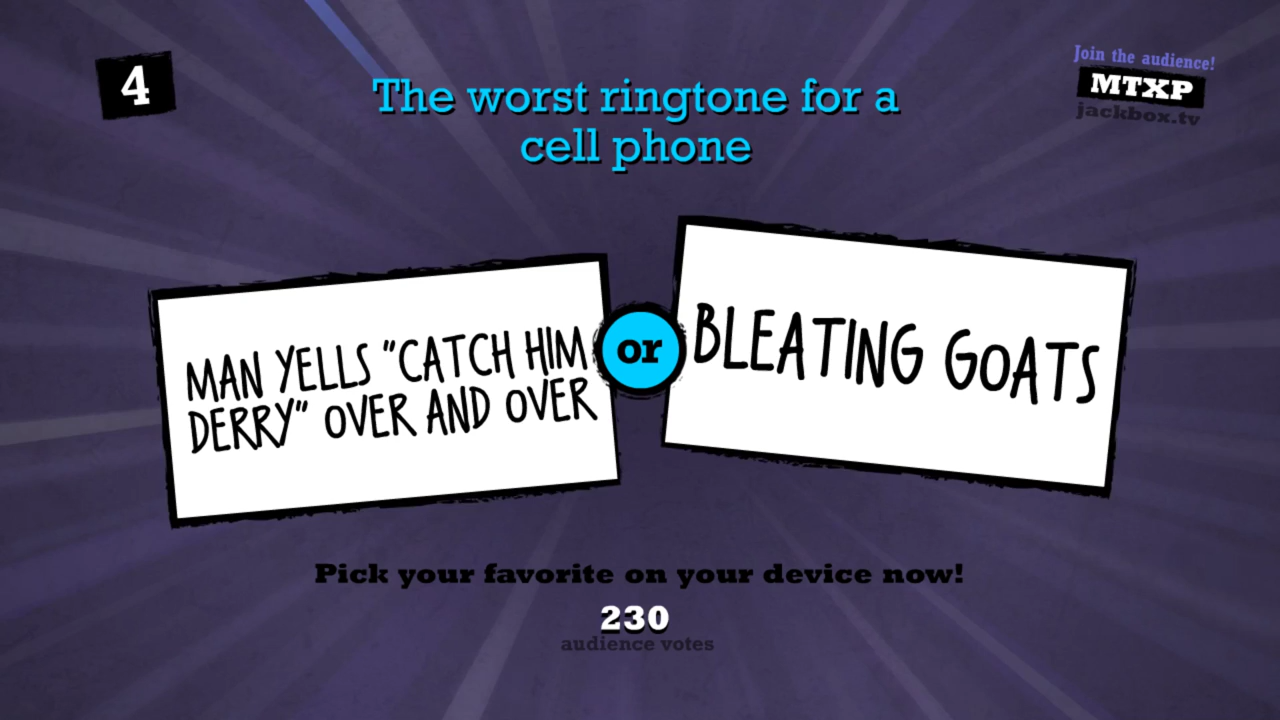 4
The worst ringtone for a
cell phone
Join the audience!
MTXP
jackbox.tv
MAN YELLS "CATCH HIM
DERRY" OVER AND OVER
or
BLEATING GOATS
Pick your favorite on your device now!
230
audience votes